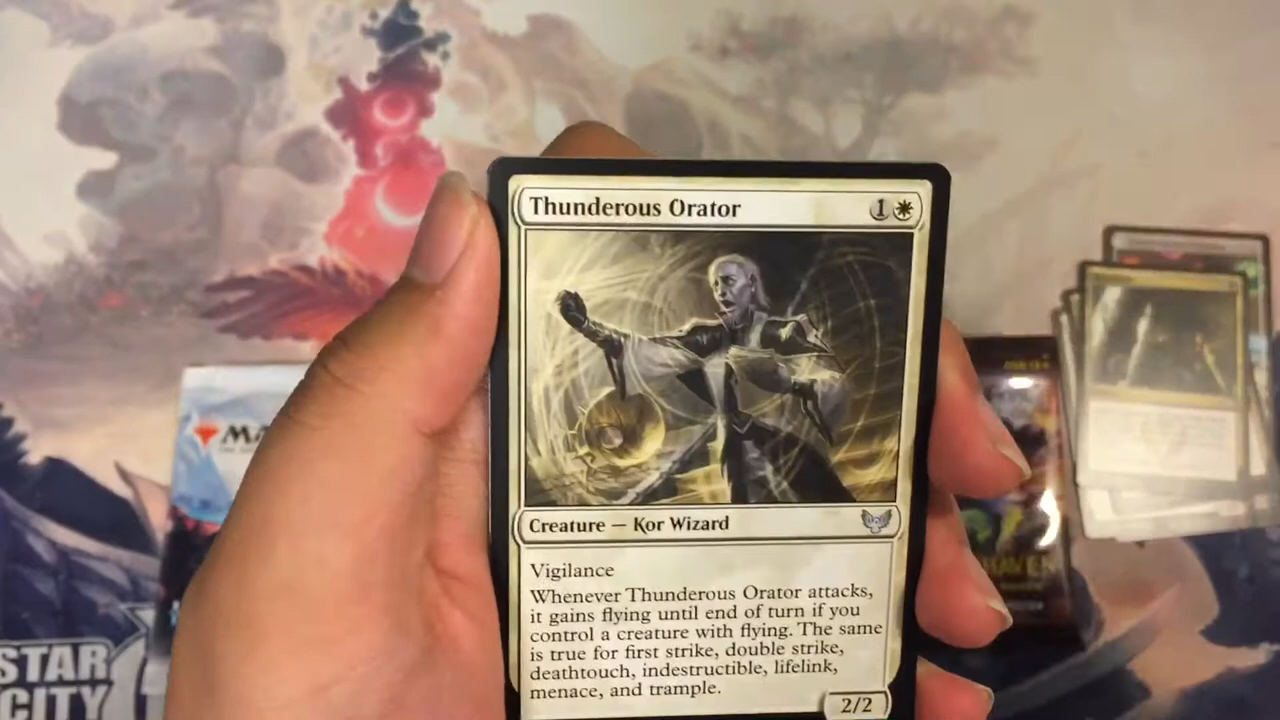 Thunderous Orator 1
Creature — Kor Wizard
Vigilance
Whenever Thunderous Orator attacks,
it gains flying until end of turn if you
control a creature with flying. The same
is true for first strike, double strike,
deathtouch, indestructible, lifelink,
menace, and trample.
2/2
MA
STAR
CITY